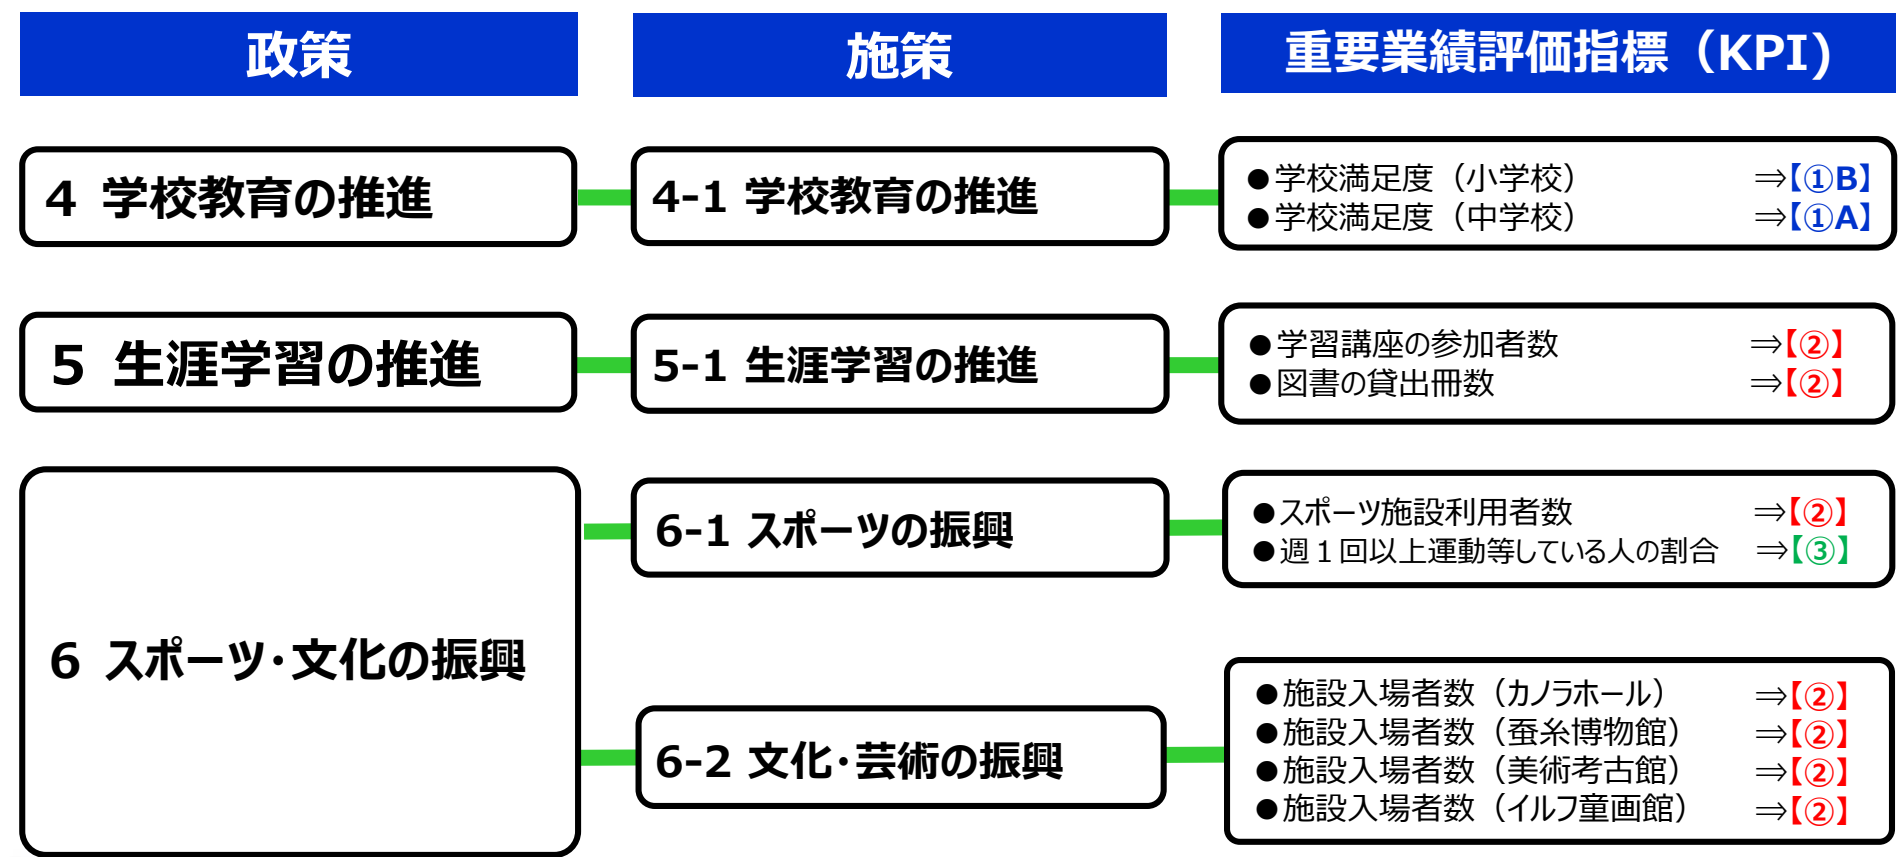 政策
施策
重要業績評価指標（KPI)
4 学校教育の推進
4-1 学校教育の推進
●学校満足度（小学校） ⇒【①B】
●学校満足度（中学校） ⇒【①A】
5 生涯学習の推進
5-1 生涯学習の推進
●学習講座の参加者数 ⇒【②】
●図書の貸出冊数 ⇒【②】
6 スポーツ・文化の振興
6-1 スポーツの振興
●スポーツ施設利用者数 ⇒【②】
●週１回以上運動等している人の割合 ⇒【③】
6-2 文化・芸術の振興
●施設入場者数（カノラホール） ⇒【②】
●施設入場者数（蚕糸博物館） ⇒【②】
●施設入場者数（美術考古館） ⇒【②】
●施設入場者数（イルフ童画館） ⇒【②】